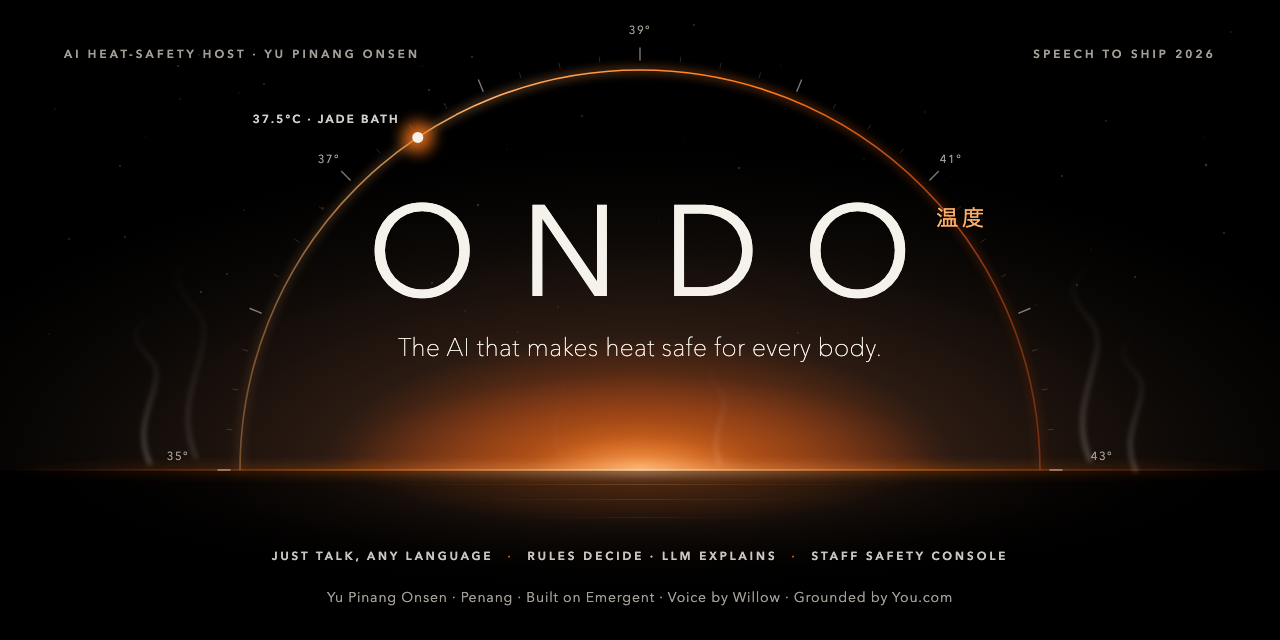 39°
AI HEAT-SAFETY HOST · YU PINANG ONSEN
SPEECH TO SHIP 2026
37.5°C · JADE BATH
37°
41°
ONDO
温度
The AI that makes heat safe for every body.
35°
43°
JUST TALK, ANY LANGUAGE · RULES DECIDE · LLM EXPLAINS · STAFF SAFETY CONSOLE
Yu Pinang Onsen · Penang · Built on Emergent · Voice by Willow · Grounded by You.com